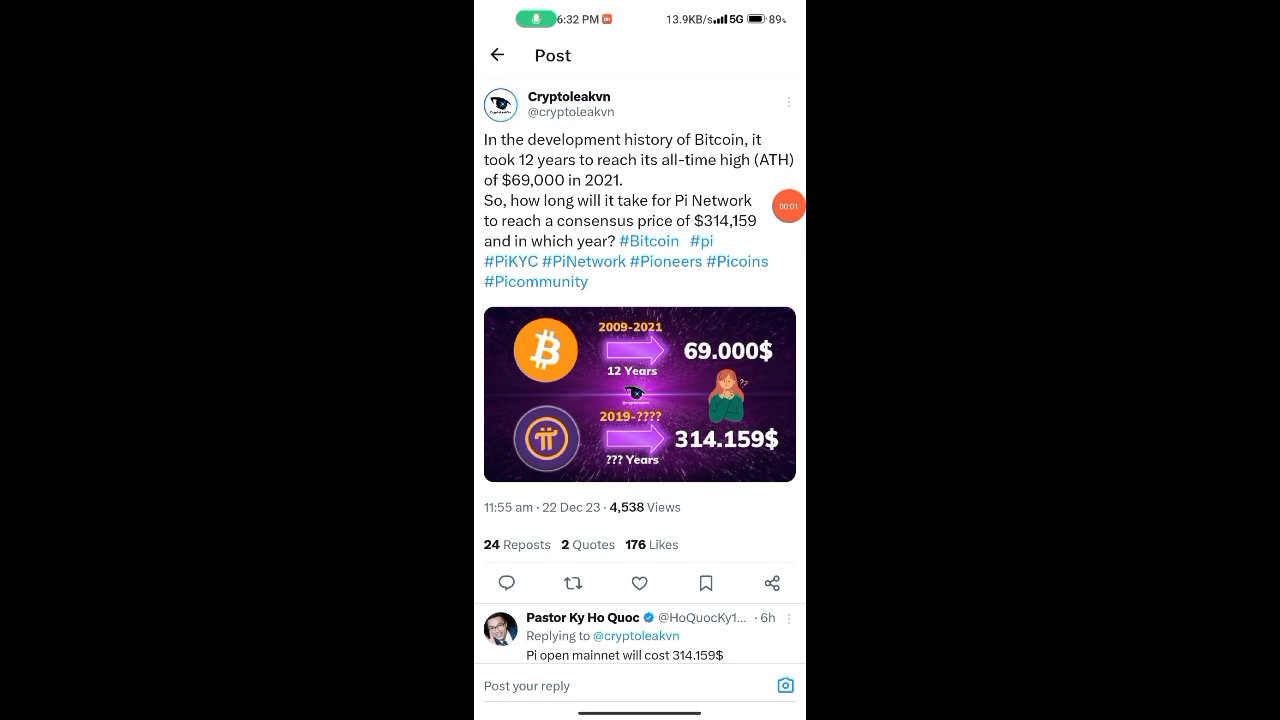 6:32 PM
13.9KB/s 5G 89%
Post
Cryptoleakvn
@cryptoleakvn
In the development history of Bitcoin, it
took 12 years to reach its all-time high (ATH)
of $69,000 in 2021.
So, how long will it take for Pi Network
to reach a consensus price of $314,159
and in which year? #Bitcoin #pi
#PiKYC #PiNetwork #Pioneers #Picoins
#Picommunity
00:01
2009-2021
69.000$
12 Years
??
2019-????
314.159$
??? Years
11:55 am · 22 Dec 23 · 4,538 Views
24 Reposts 2 Quotes 176 Likes
Pastor Ky Ho Quoc @HoQuocKy1... · 6h
Replying to @cryptoleakvn
Pi open mainnet will cost 314.159$
Post your reply